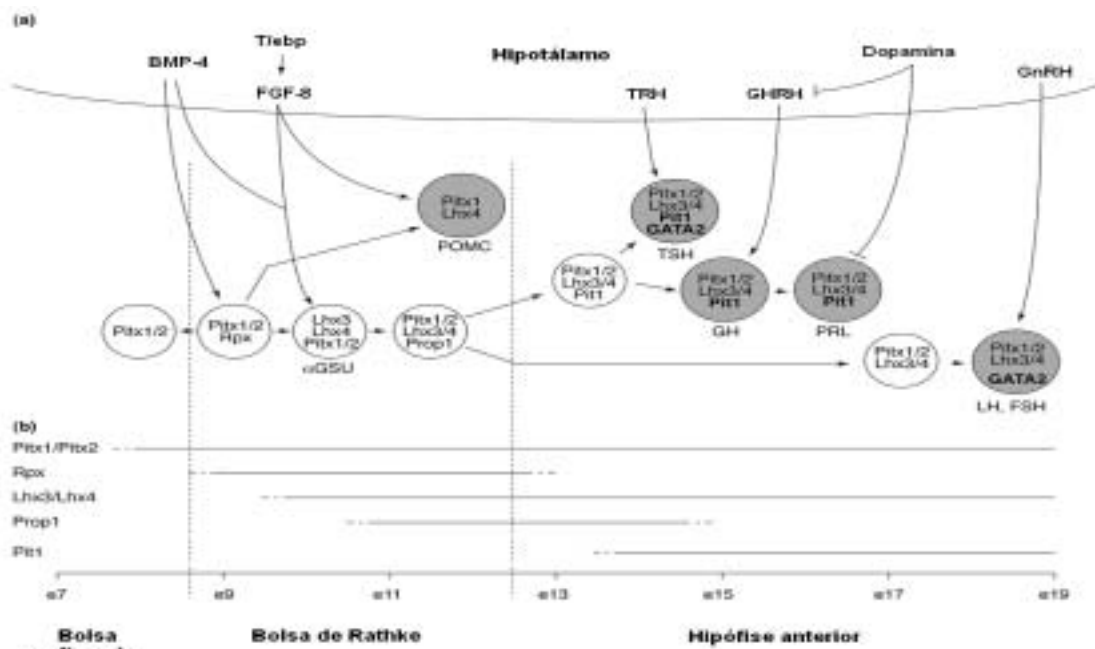 (a)
BMP-4
Tlebp
FGF-8
Hipotálamo
TRH
GHRH
Dopamina
GnRH
Pitx1
Lhx4
POMC
Pitx1/2
Lhx3/4
Pit1
GATA2
TSH
Pitx1/2
Lhx3/4
Pit1
Pitx1/2
Lhx3/4
Pit1
GH
Pitx1/2
Lhx3/4
Pit1
PRL
Pitx1/2
Pitx1/2
Rpx
Lhx3
Lhx4
Pitx1/2
αGSU
Pitx1/2
Lhx3/4
Prop1
Pitx1/2
Lhx3/4
Pitx1/2
Lhx3/4
GATA2
LH, FSH
(b)
Pitx1/Pitx2
Rpx
Lhx3/Lhx4
Prop1
Pit1
e7 e9 e11 e13 e15 e17 e19
Bolsa Bolsa de Rathke Hipófise anterior